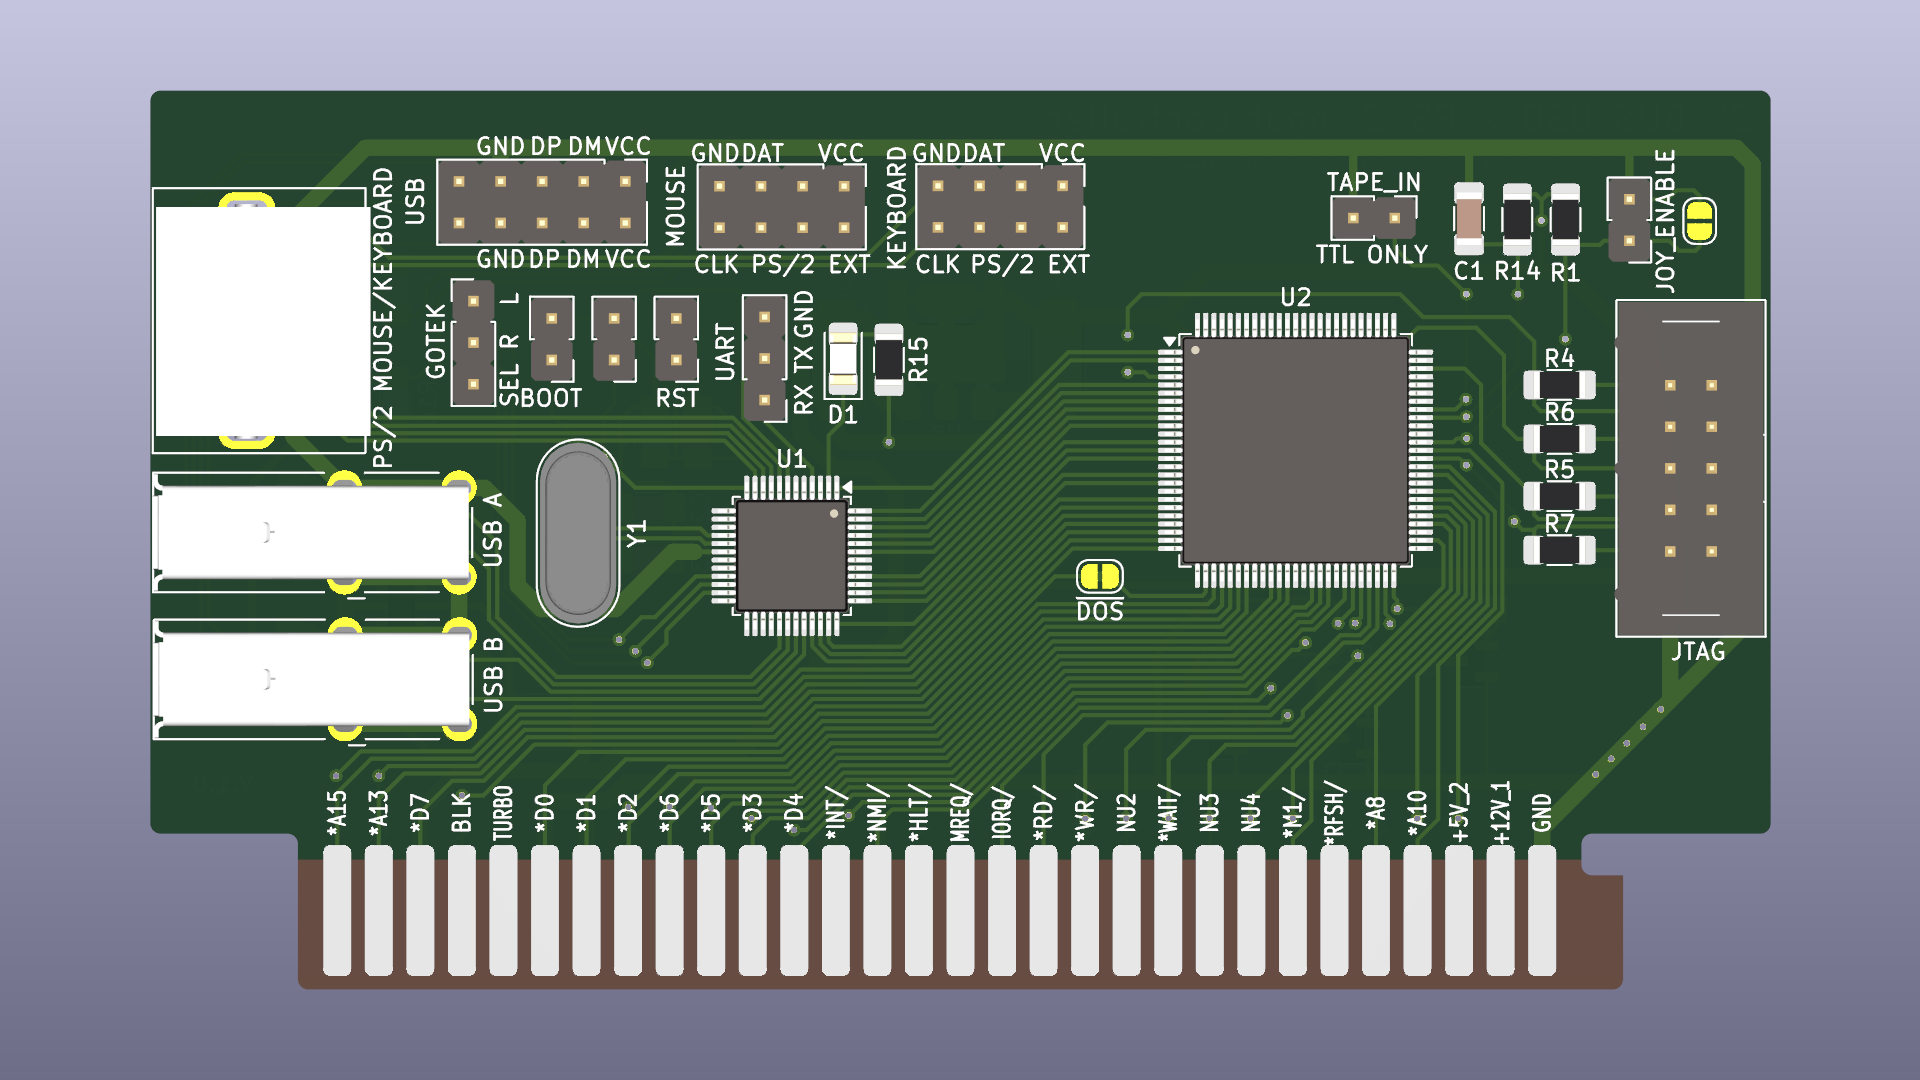 GND DP DM VCC
USB
GND DP DM VCC
MOUSE
GND DAT VCC
CLK PS/2 EXT
KEYBOARD
GND DAT VCC
CLK PS/2 EXT
TAPE_IN
TTL ONLY
C1
R14
R1
JOY_ENABLE
PS/2 MOUSE/KEYBOARD
GOTEK
SEL R L
BOOT
RST
UART
RX TX GND
D1
R15
U2
R4
R6
R5
R7
JTAG
U1
Y1
USB A
USB B
DOS
*A15
*A13
*D7
BLK
TURBO
*D0
*D1
*D2
*D6
*D5
*D3
*D4
*INT/
*NMI/
*HLT/
MREQ/
IORQ/
*RD/
*WR/
NU2
*WAIT/
NU3
NU4
*M1/
*RFSH/
*A8
*A10
+5V_2
+12V_1
GND